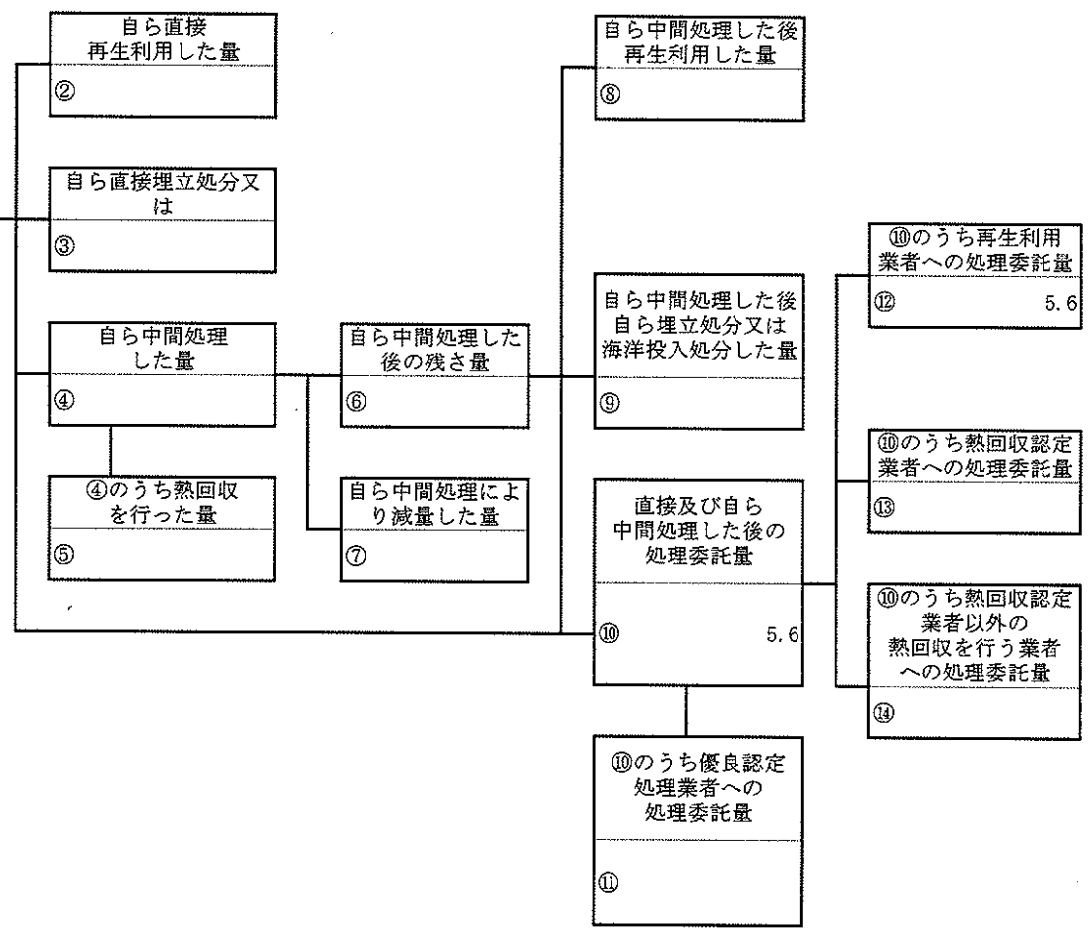 自ら直接
再生利用した量
②
自ら直接埋立処分又
は
③
自ら中間処理
した量
④
④のうち熱回収
を行った量
⑤
自ら中間処理した
後の残さ量
⑥
自ら中間処理によ
り減量した量
⑦
自ら中間処理した後
再生利用した量
⑧
自ら中間処理した後
自ら埋立処分又は
海洋投入処分した量
⑨
直接及び自ら
中間処理した後の
処理委託量
⑩ 5.6
⑩のうち優良認定
処理業者への
処理委託量
⑪
⑩のうち再生利用
業者への処理委託量
⑫ 5.6
⑩のうち熱回収認定
業者への処理委託量
⑬
⑩のうち熱回収認定
業者以外の
熱回収を行う業者
への処理委託量
⑭